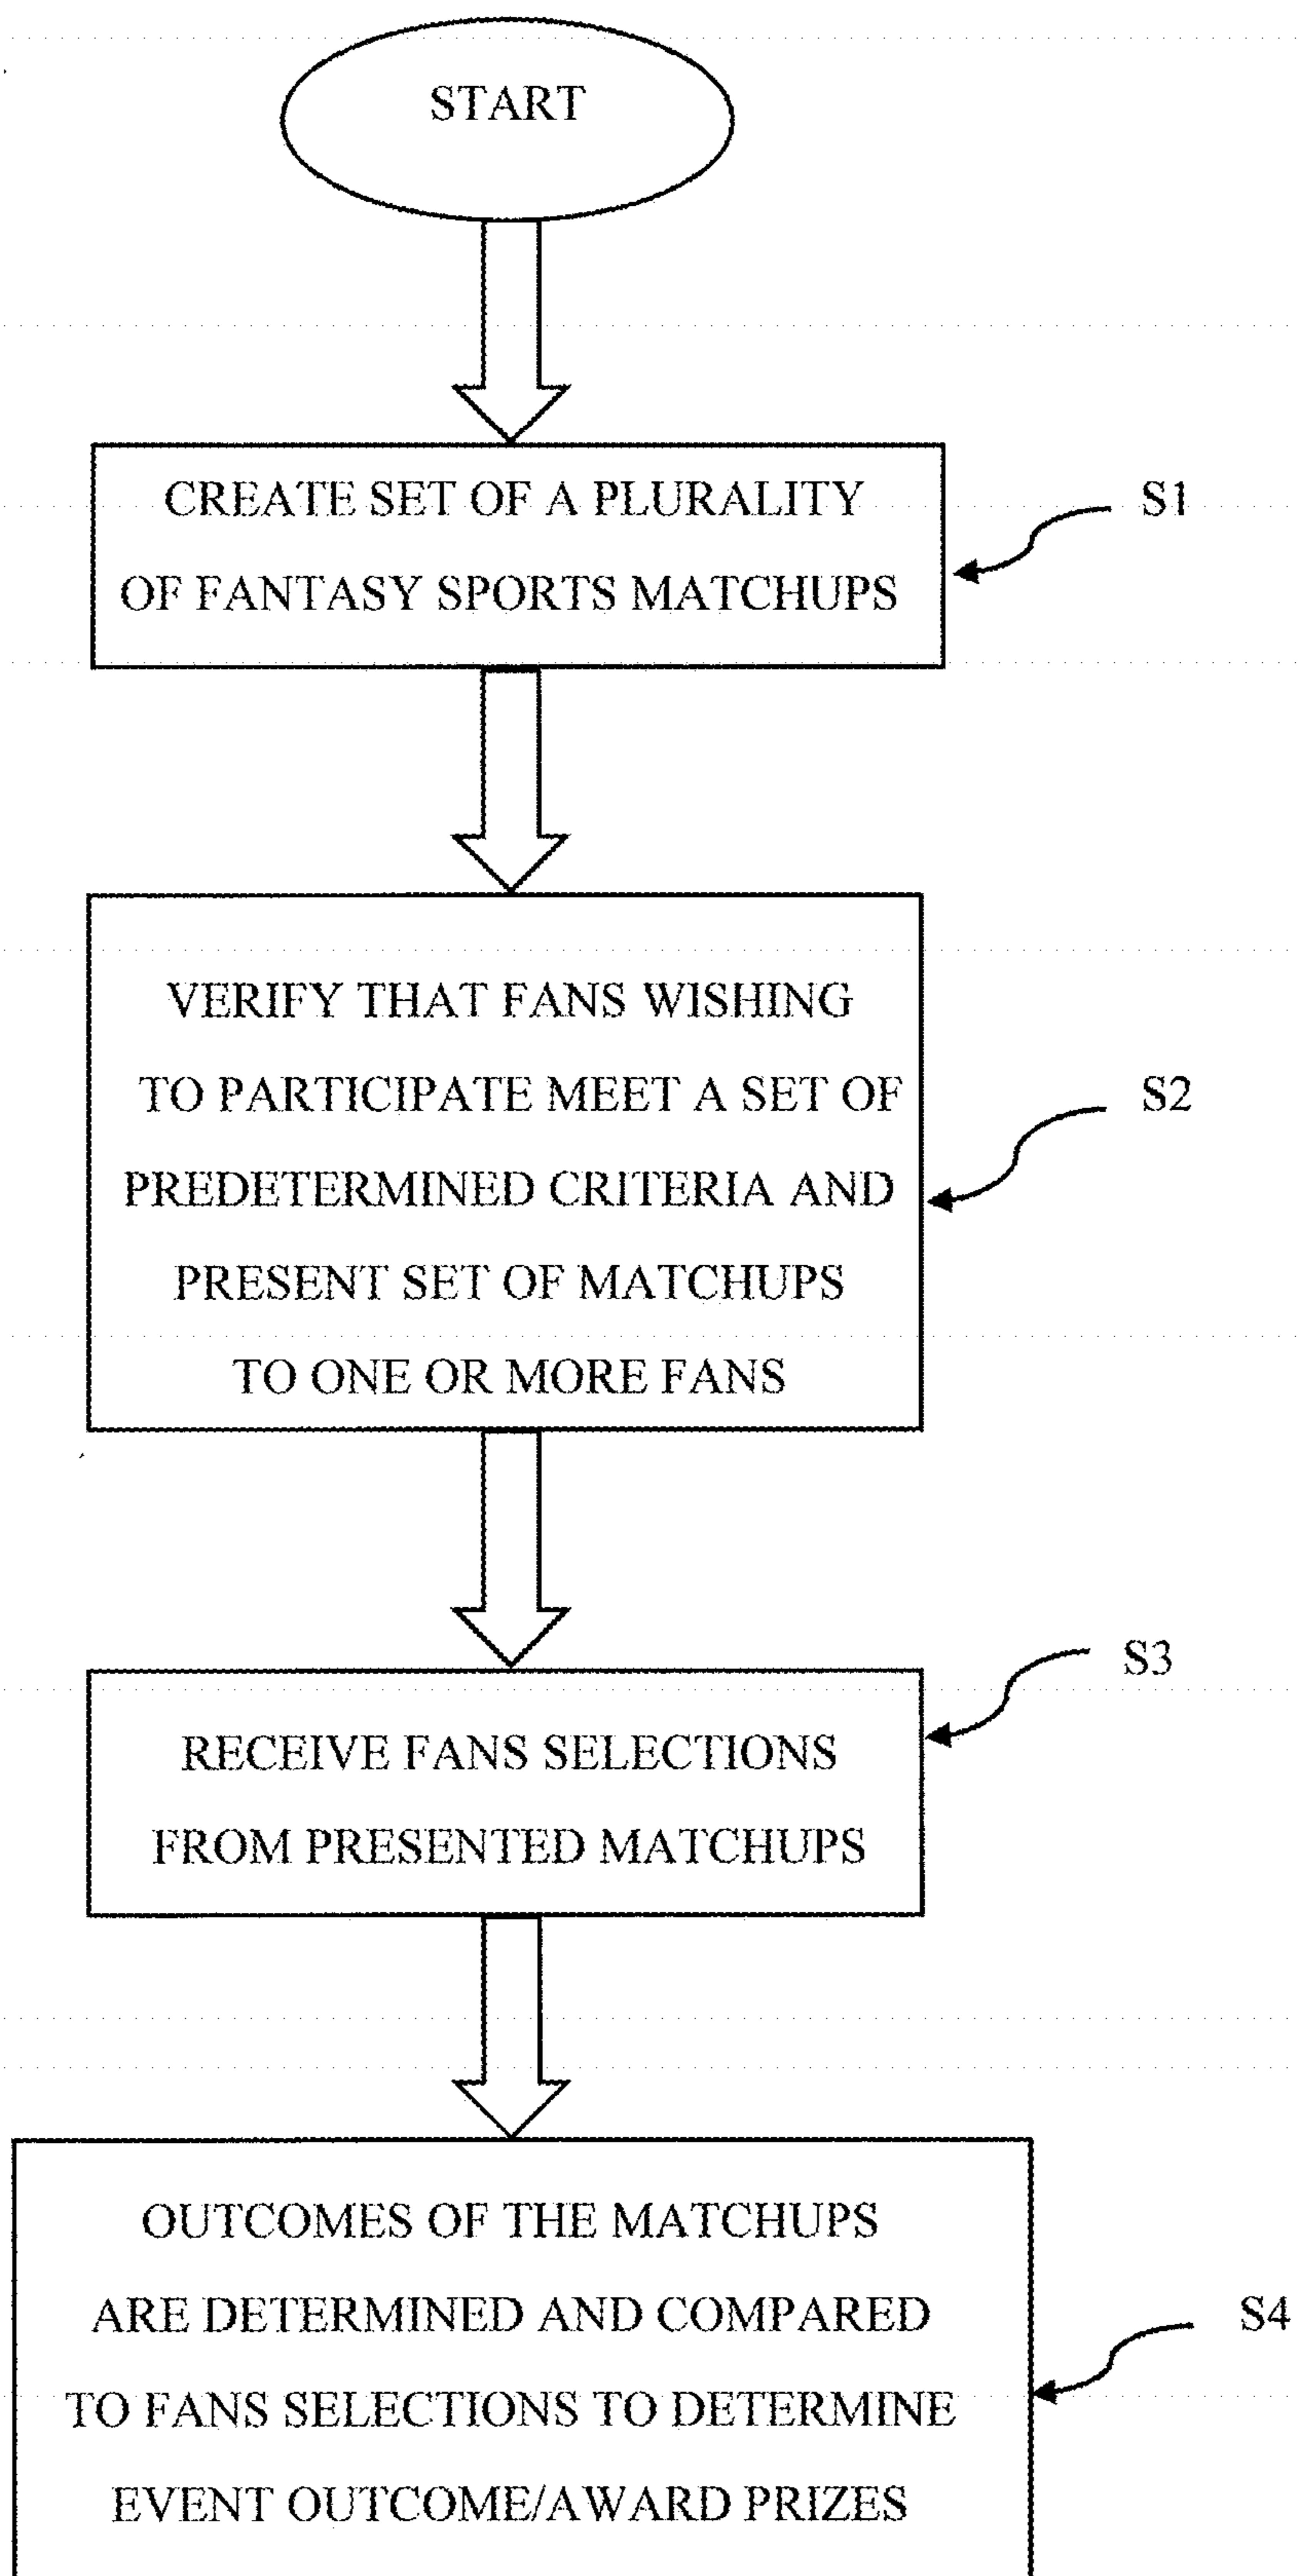 START
CREATE SET OF A PLURALITY
OF FANTASY SPORTS MATCHUPS
S1
VERIFY THAT FANS WISHING
TO PARTICIPATE MEET A SET OF
PREDETERMINED CRITERIA AND
PRESENT SET OF MATCHUPS
TO ONE OR MORE FANS
S2
RECEIVE FANS SELECTIONS
FROM PRESENTED MATCHUPS
S3
OUTCOMES OF THE MATCHUPS
ARE DETERMINED AND COMPARED
TO FANS SELECTIONS TO DETERMINE
EVENT OUTCOME/AWARD PRIZES
S4